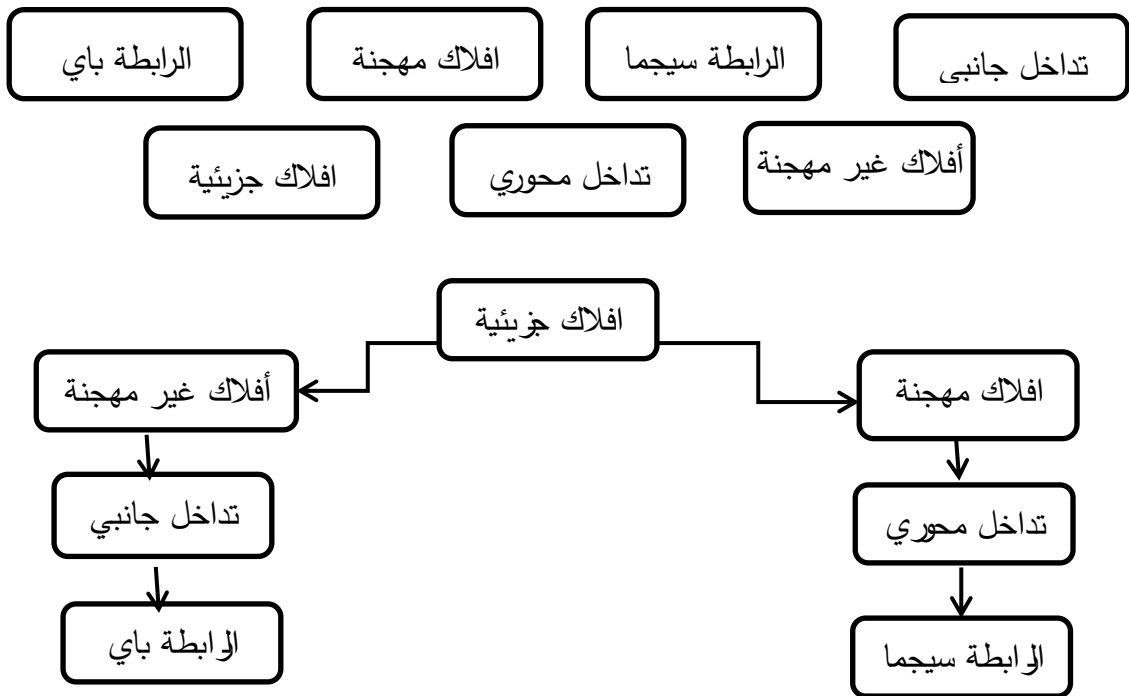 تداخل جانبي
الرابطة سيجما
افلاك مهجنة
الرابطة باي
أفلاك غير مهجنة
تداخل محوري
افلاك جزيئية
افلاك جزيئية
افلاك مهجنة
أفلاك غير مهجنة
تداخل محوري
تداخل جانبي
الرابطة سيجما
الرابطة باي